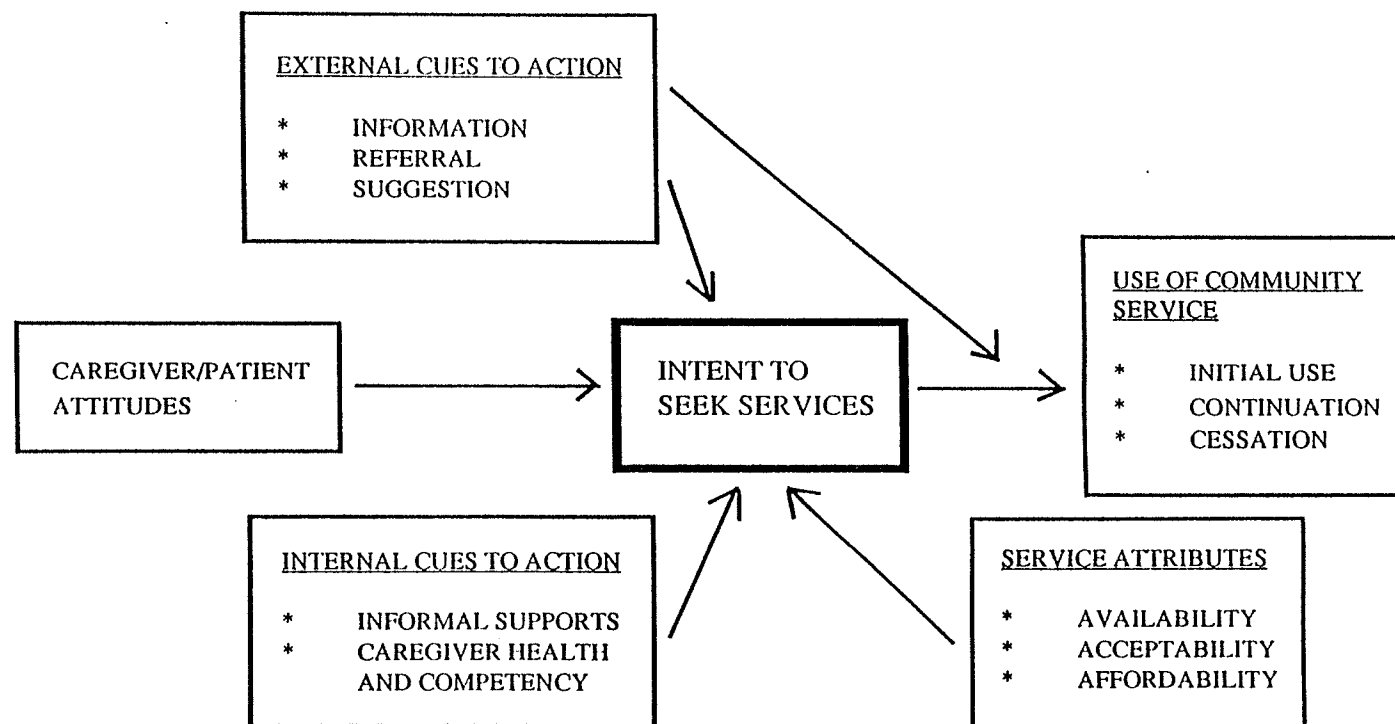 EXTERNAL CUES TO ACTION
* INFORMATION
* REFERRAL
* SUGGESTION
CAREGIVER/PATIENT
ATTITUDES
INTENT TO
SEEK SERVICES
USE OF COMMUNITY
SERVICE
* INITIAL USE
* CONTINUATION
* CESSATION
INTERNAL CUES TO ACTION
* INFORMAL SUPPORTS
* CAREGIVER HEALTH
AND COMPETENCY
SERVICE ATTRIBUTES
* AVAILABILITY
* ACCEPTABILITY
* AFFORDABILITY